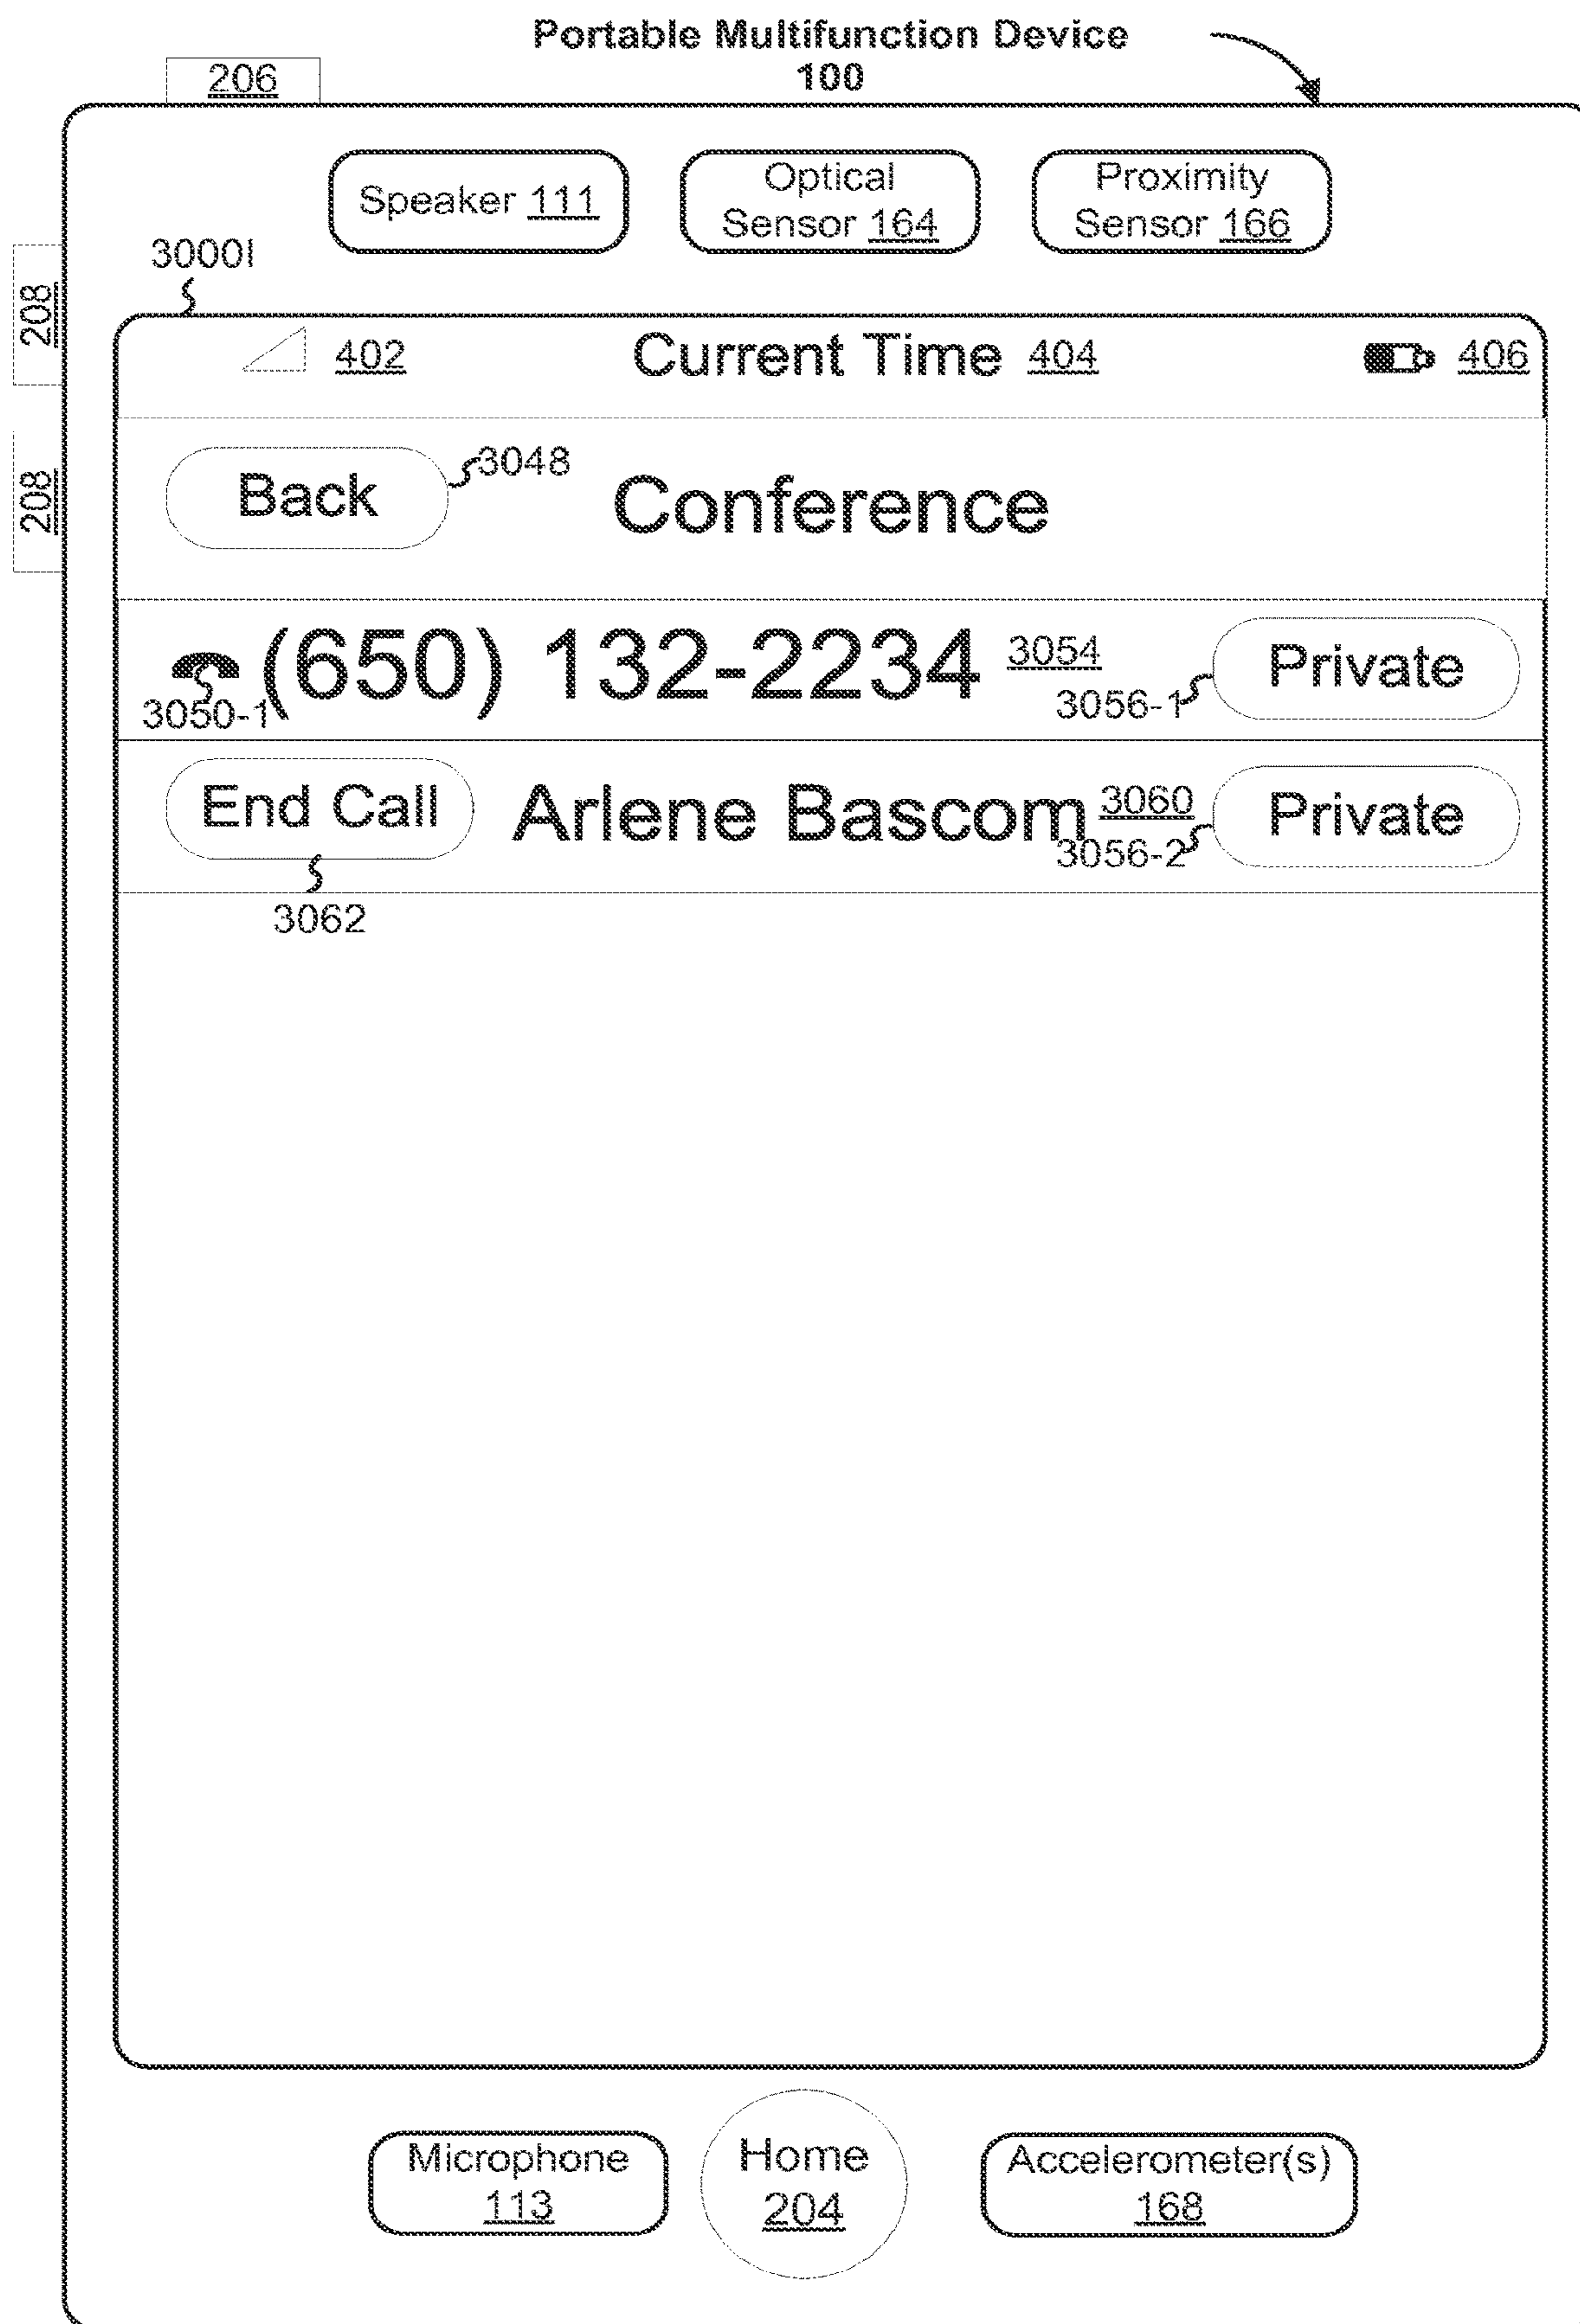 Portable Multifunction Device
100
206
Speaker 111
Optical
Sensor 164
Proximity
Sensor 166
3000I
208
402
Current Time 404
406
Back
3048
Conference
208
(650) 132-2234
3054
3050-1
3056-1
Private
End Call
Arlene Bascom
3060
3056-2
Private
3062
Microphone
113
Home
204
Accelerometer(s)
168